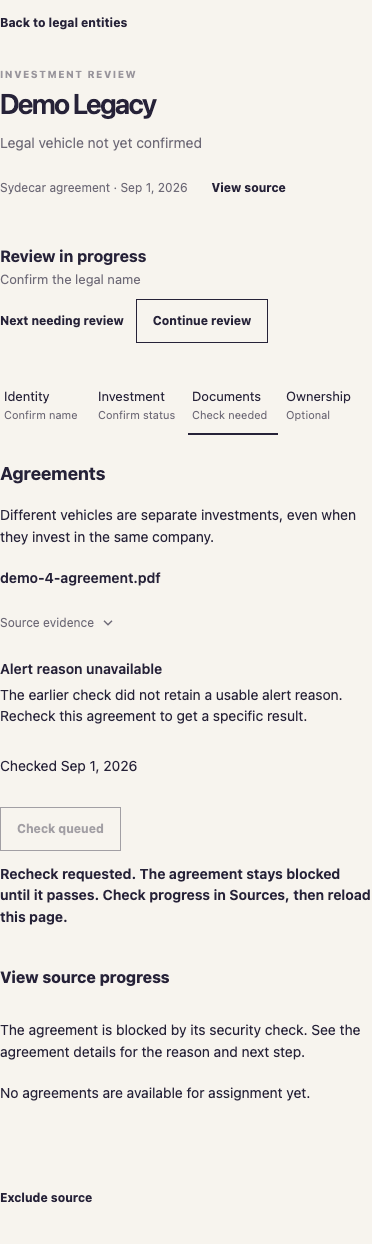 Back to legal entities
INVESTMENT REVIEW
Demo Legacy
Legal vehicle not yet confirmed
Sydecar agreement · Sep 1, 2026 View source
Review in progress
Confirm the legal name
Next needing review Continue review
Identity Investment Documents Ownership
Confirm name Confirm status Check needed Optional
Agreements
Different vehicles are separate investments, even when
they invest in the same company.
demo-4-agreement.pdf
Source evidence
Alert reason unavailable
The earlier check did not retain a usable alert reason.
Recheck this agreement to get a specific result.
Checked Sep 1, 2026
Check queued
Recheck requested. The agreement stays blocked
until it passes. Check progress in Sources, then reload
this page.
View source progress
The agreement is blocked by its security check. See the
agreement details for the reason and next step.
No agreements are available for assignment yet.
Exclude source